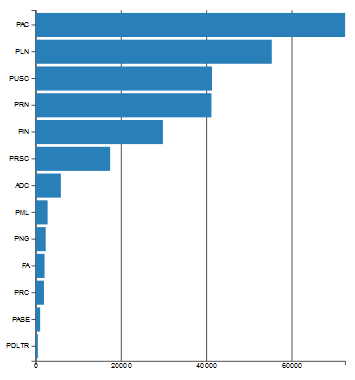 PAC
PLN
PUSC
PRN
PIN
PRSC
ADC
PML
PNG
FA
PRC
PASE
PDLTR
0 20000 40000 60000